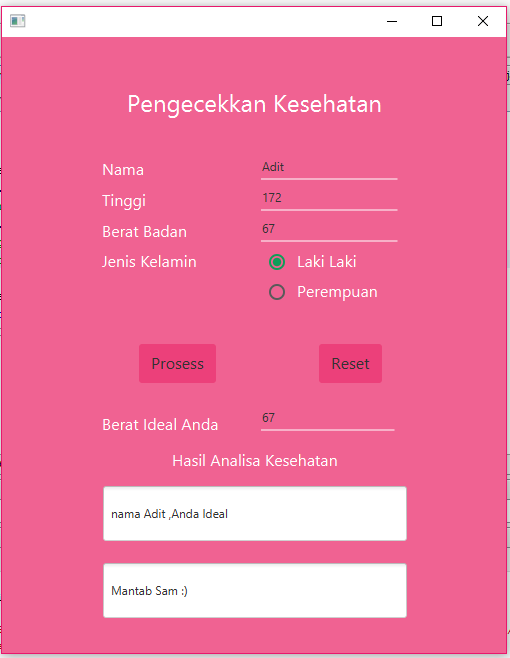 Pengecekkan Kesehatan
Nama Adit
Tinggi 172
Berat Badan 67
Jenis Kelamin Laki Laki
Perempuan
Prosess Reset
Berat Ideal Anda 67
Hasil Analisa Kesehatan
nama Adit ,Anda Ideal
Mantab Sam :)